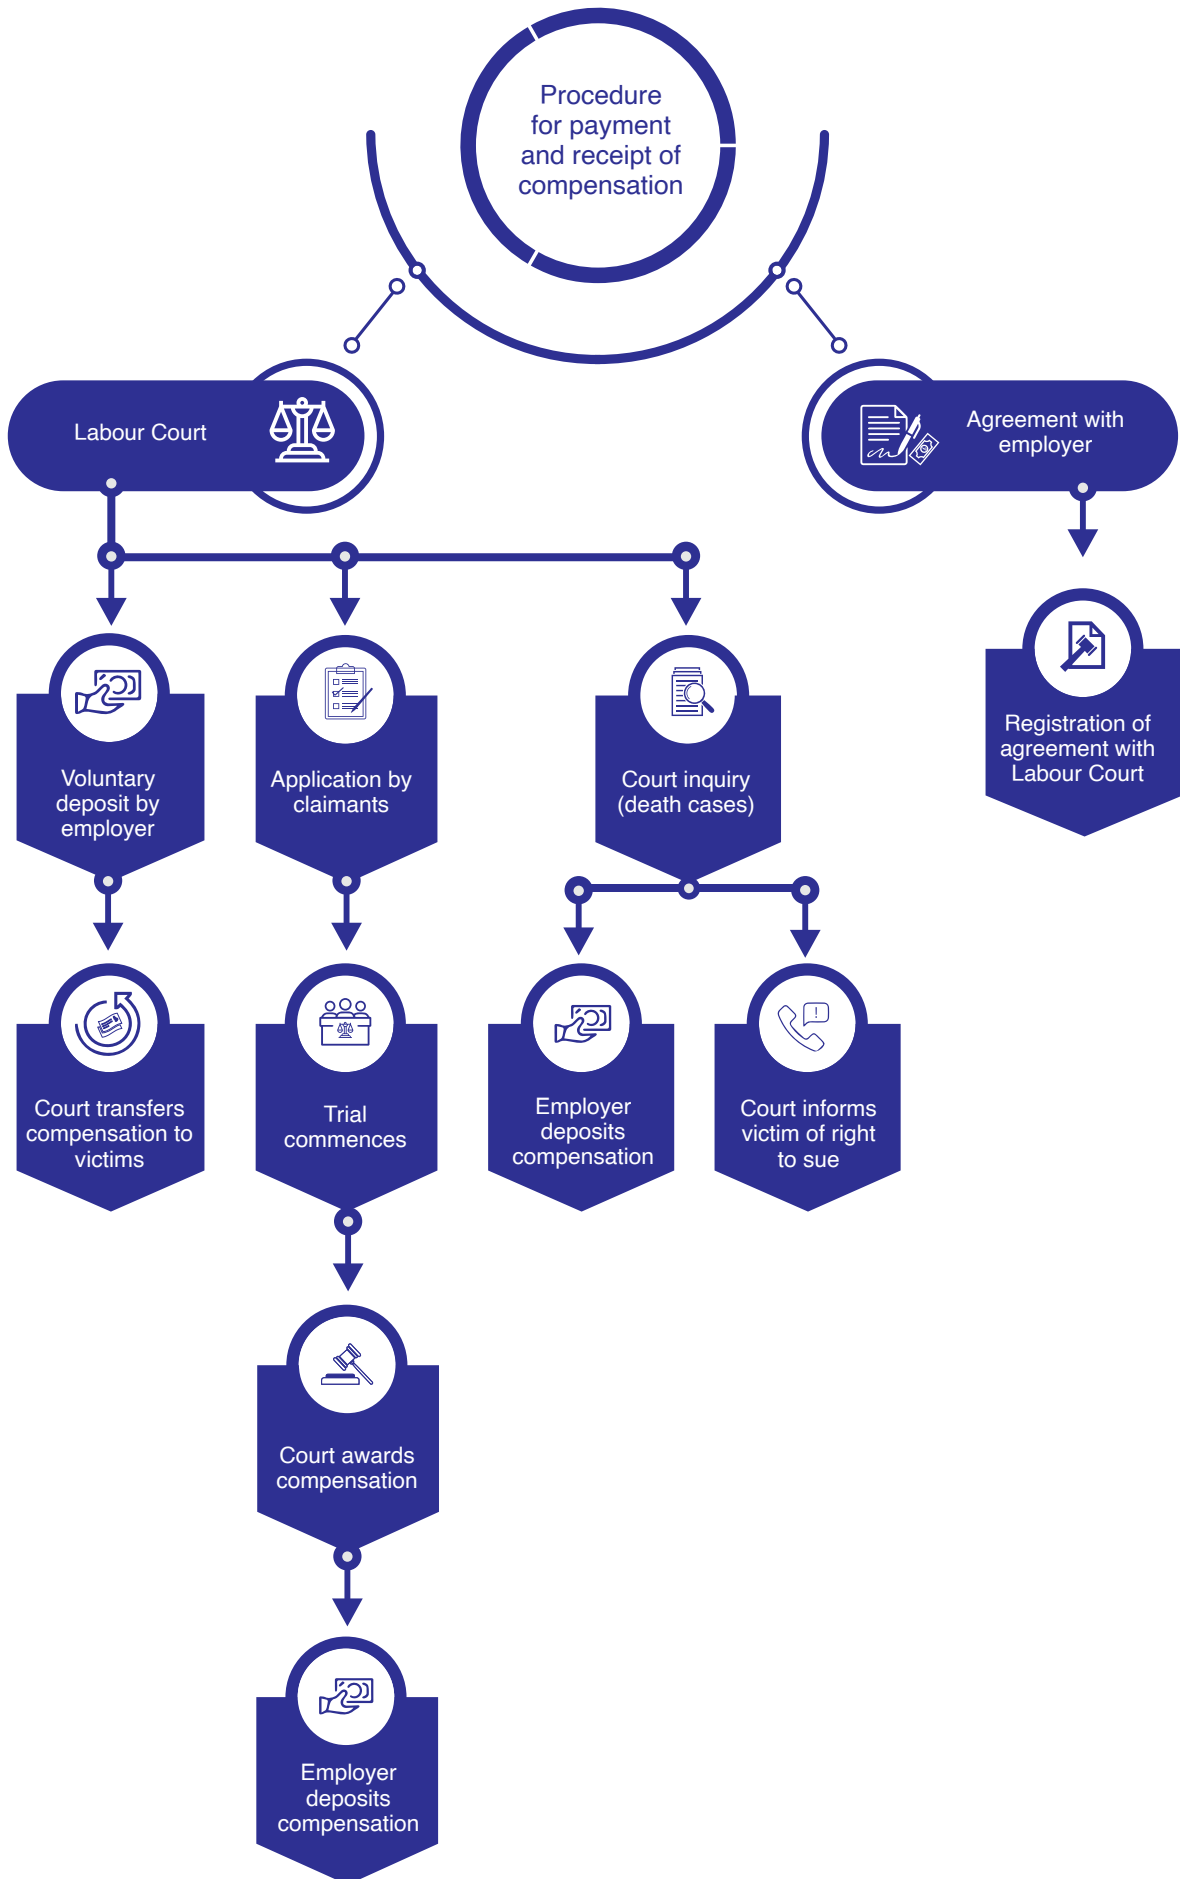 Procedure
for payment
and receipt of
compensation
Labour Court
Agreement with
employer
Voluntary
deposit by
employer
Application by
claimants
Court inquiry
(death cases)
Registration of
agreement with
Labour Court
Court transfers
compensation to
victims
Trial
commences
Employer
deposits
compensation
Court informs
victim of right
to sue
Court awards
compensation
Employer
deposits
compensation